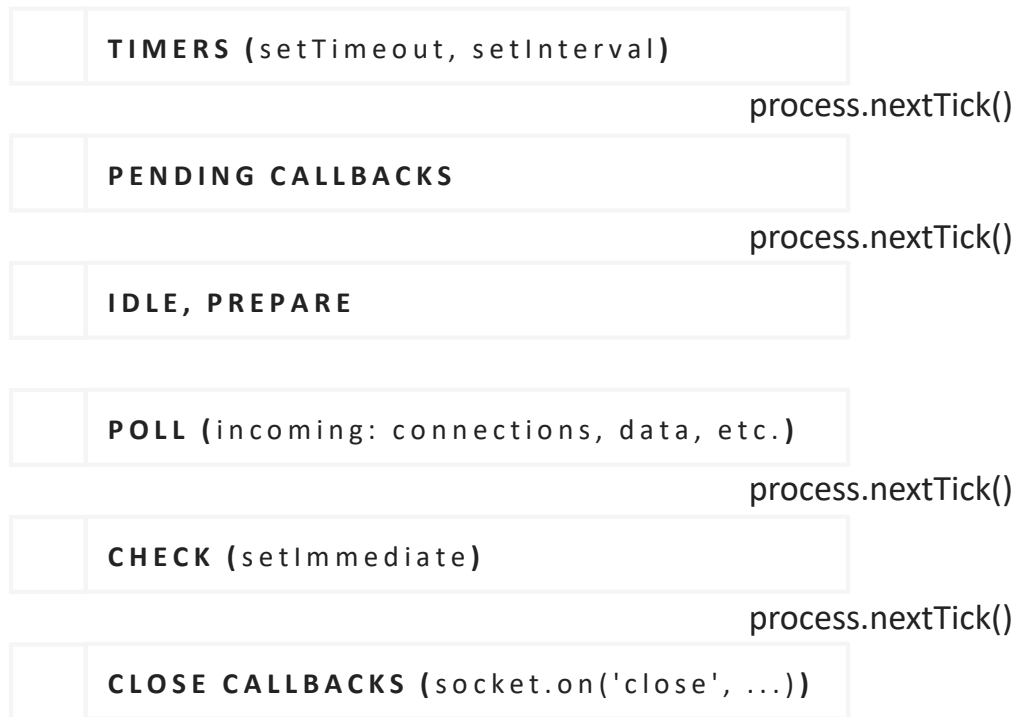 TIMERS (setTimeout, setInterval)
process.nextTick()
PENDING CALLBACKS
process.nextTick()
IDLE, PREPARE
POLL (incoming: connections, data, etc.)
process.nextTick()
CHECK (setImmediate)
process.nextTick()
CLOSE CALLBACKS (socket.on('close', ...))